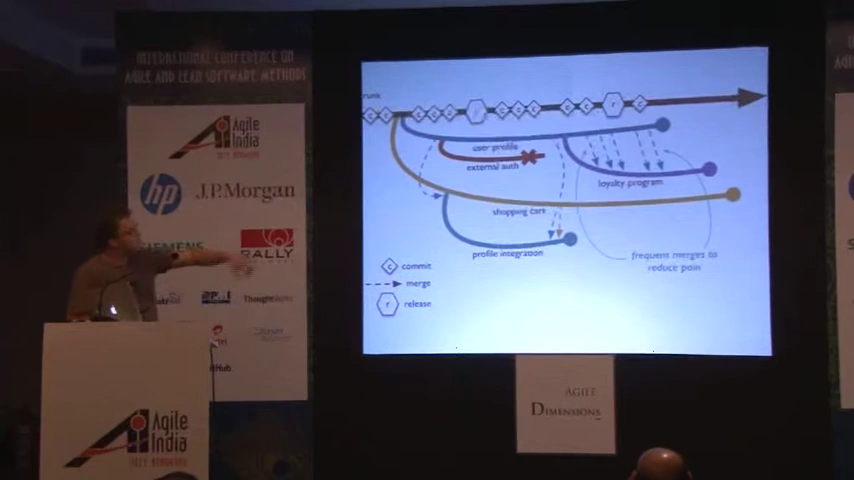 INTERNATIONAL CONFERENCE ON
AGILE AND LEAN SOFTWARE METHODS
Agile
India
hp
J.P.Morgan
SIEMENS
RALLY
ThoughtWorks
Agile
India
trunk
c
c
c
c
c
c
c
c
c
c
r
c
user profile
external auth
loyalty program
shopping cart
profile integration
frequent merges to
reduce pain
c commit
merge
r release
AGILE
DIMENSIONS